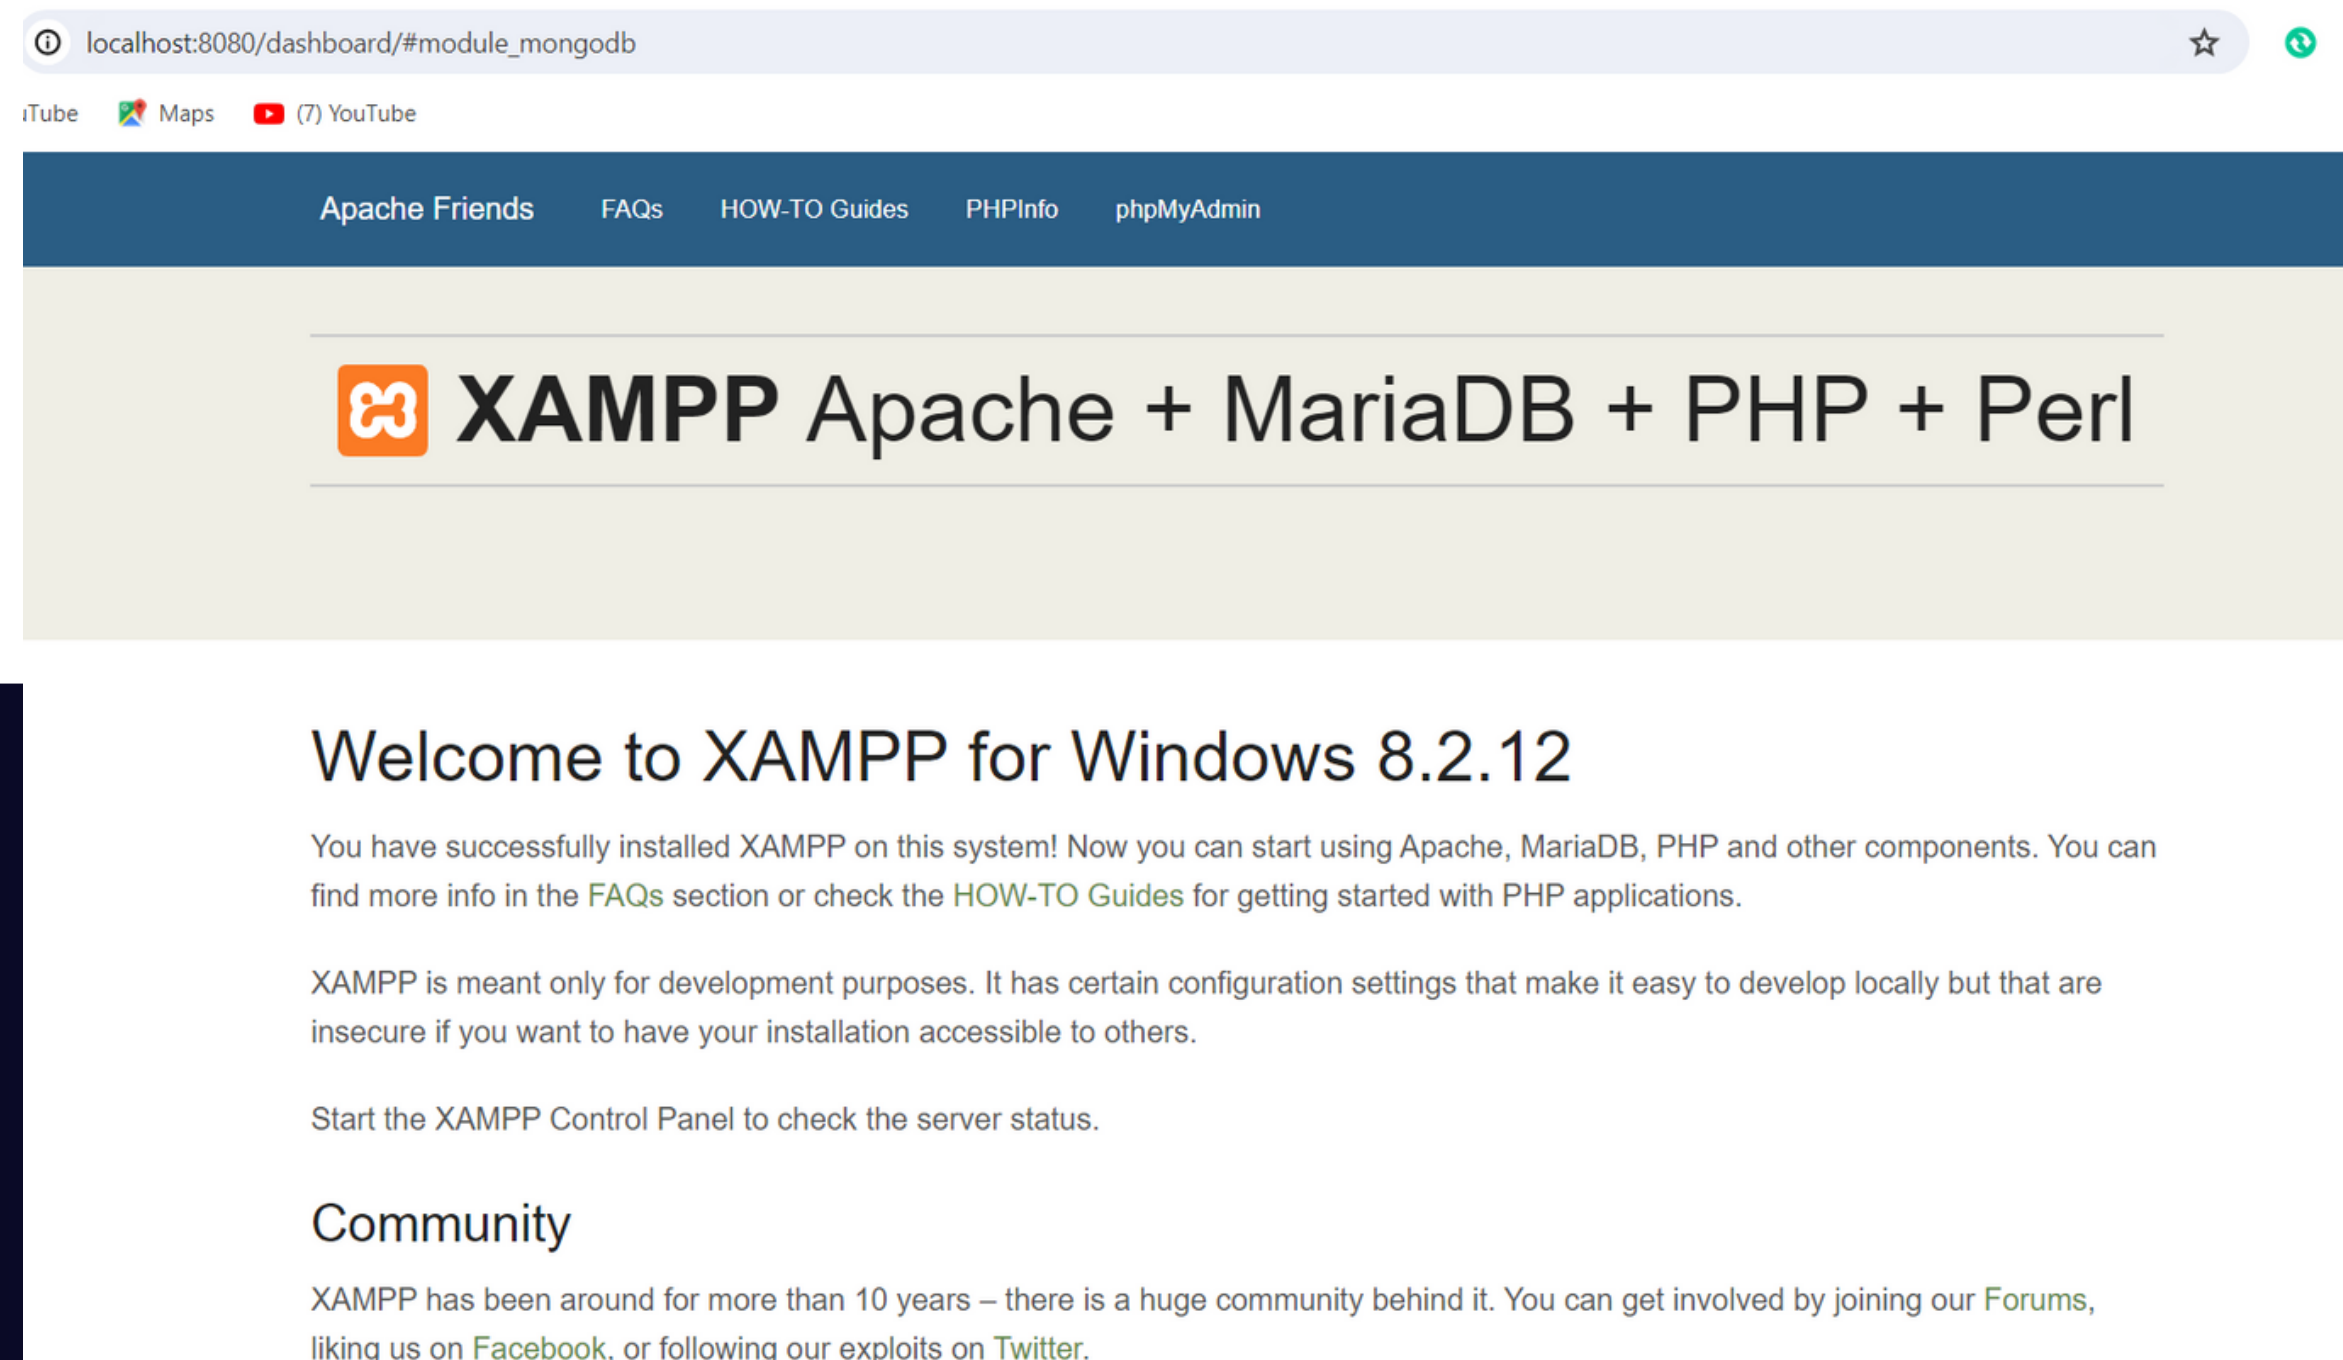 localhost:8080/dashboard/#module_mongodb
uTube Maps (7) YouTube
Apache Friends FAQs HOW-TO Guides PHPInfo phpMyAdmin
XAMPP Apache + MariaDB + PHP + Perl
Welcome to XAMPP for Windows 8.2.12
You have successfully installed XAMPP on this system! Now you can start using Apache, MariaDB, PHP and other components. You can
find more info in the FAQs section or check the HOW-TO Guides for getting started with PHP applications.
XAMPP is meant only for development purposes. It has certain configuration settings that make it easy to develop locally but that are
insecure if you want to have your installation accessible to others.
Start the XAMPP Control Panel to check the server status.
Community
XAMPP has been around for more than 10 years – there is a huge community behind it. You can get involved by joining our Forums,
liking us on Facebook, or following our exploits on Twitter.